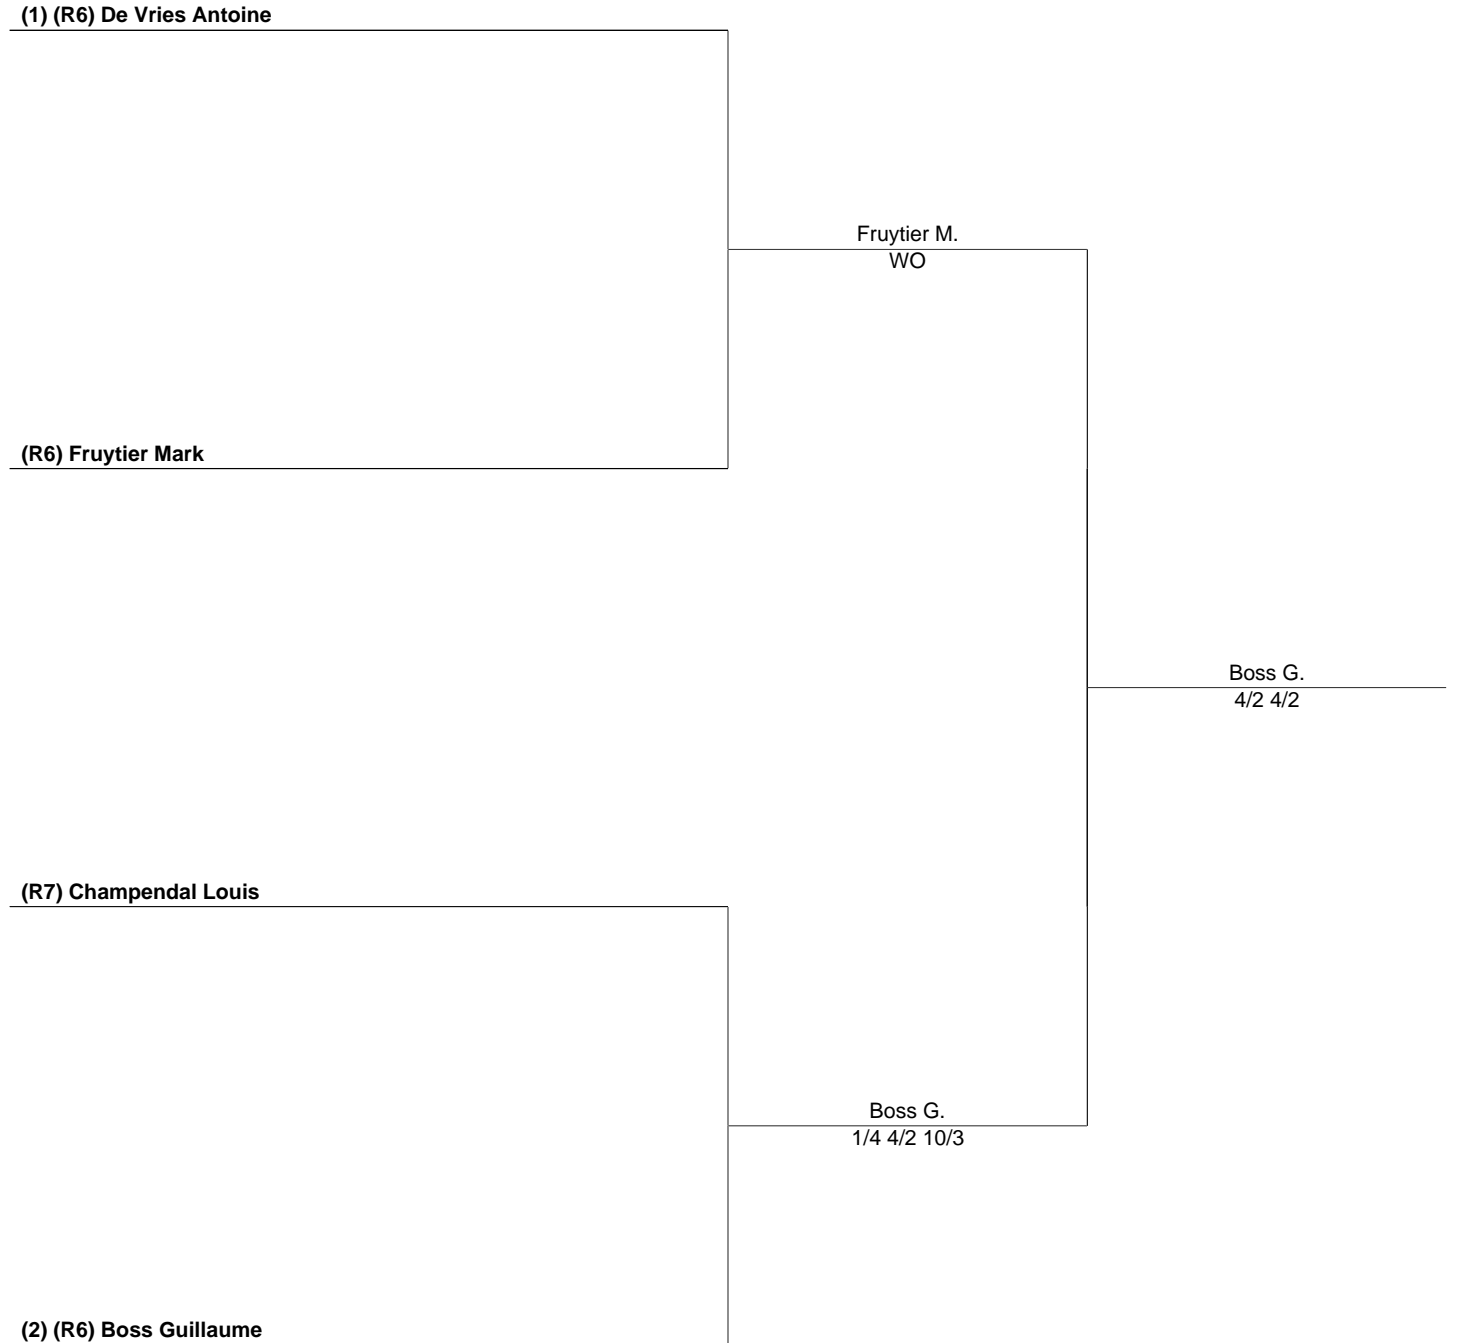 (1) (R6) De Vries Antoine
Fruytier M.
WO
(R6) Fruytier Mark
Boss G.
4/2 4/2
(R7) Champendal Louis
Boss G.
1/4 4/2 10/3
(2) (R6) Boss Guillaume